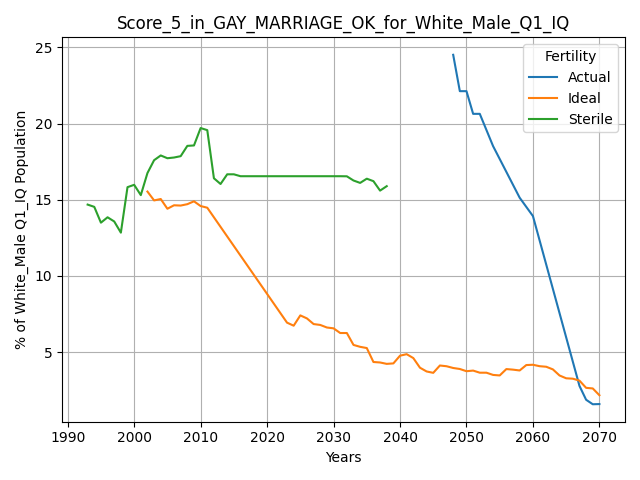 Score_5_in_GAY_MARRIAGE_OK_for_White_Male_Q1_IQ
% of White_Male Q1_IQ Population
25
20
15
10
5
Fertility
Actual
Ideal
Sterile
1990 2000 2010 2020 2030 2040 2050 2060 2070
Years